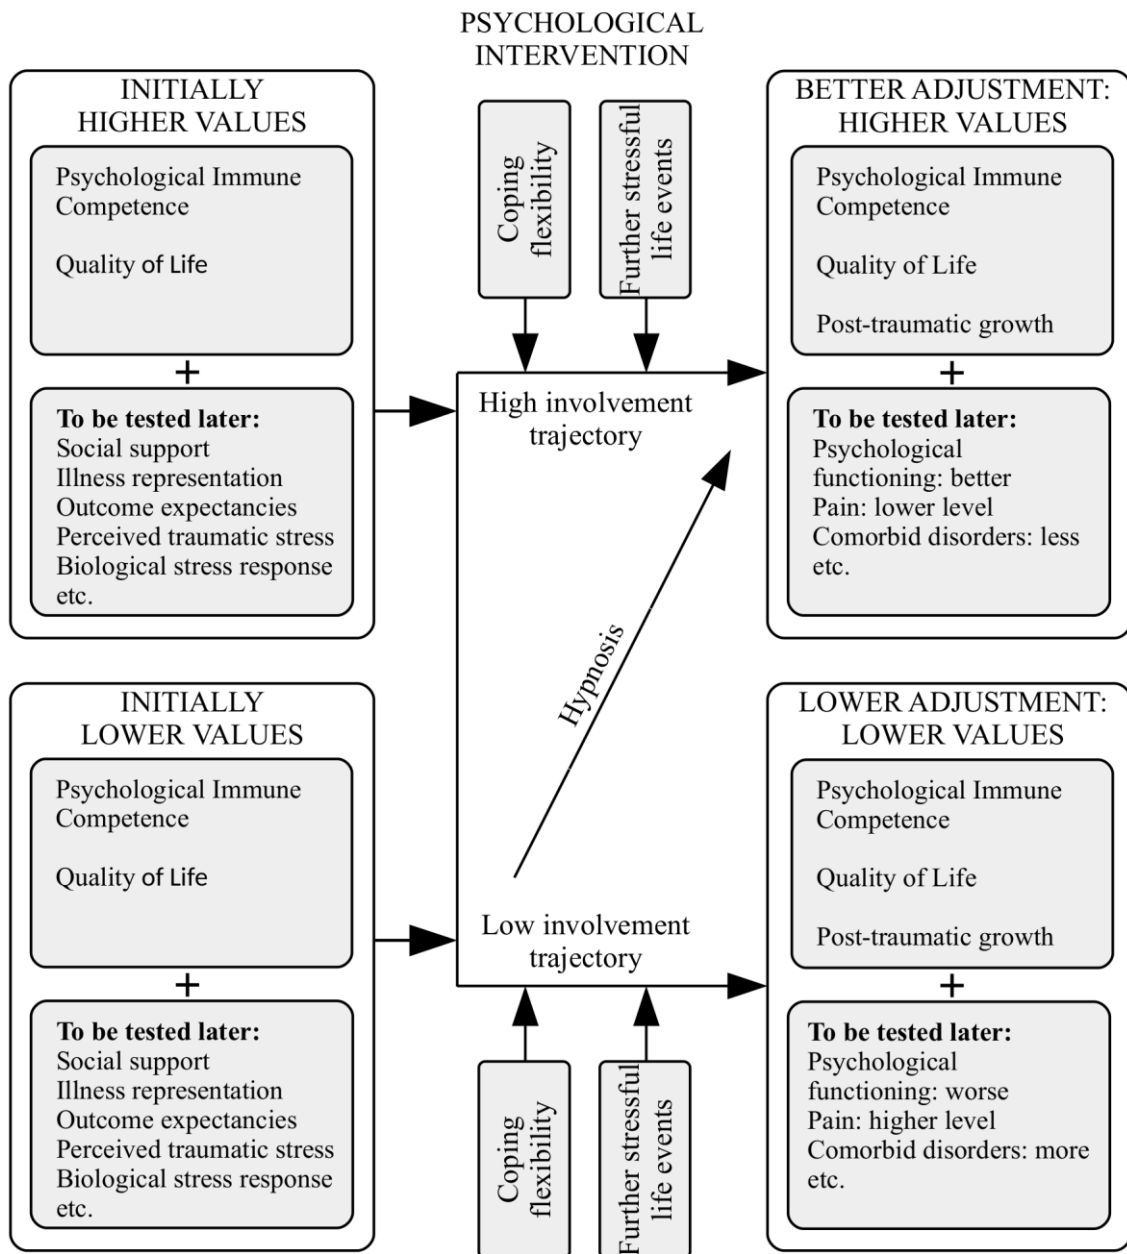 PSYCHOLOGICAL
INTERVENTION
INITIALLY
HIGHER VALUES
Psychological Immune
Competence
Quality of Life
+
To be tested later:
Social support
Illness representation
Outcome expectancies
Perceived traumatic stress
Biological stress response
etc.
Coping
flexibility
Further stressful
life events
High involvement
trajectory
BETTER ADJUSTMENT:
HIGHER VALUES
Psychological Immune
Competence
Quality of Life
Post-traumatic growth
+
To be tested later:
Psychological
functioning: better
Pain: lower level
Comorbid disorders: less
etc.
Hypnosis
INITIALLY
LOWER VALUES
Psychological Immune
Competence
Quality of Life
+
To be tested later:
Social support
Illness representation
Outcome expectancies
Perceived traumatic stress
Biological stress response
etc.
Low involvement
trajectory
Coping
flexibility
Further stressful
life events
LOWER ADJUSTMENT:
LOWER VALUES
Psychological Immune
Competence
Quality of Life
Post-traumatic growth
+
To be tested later:
Psychological
functioning: worse
Pain: higher level
Comorbid disorders: more
etc.